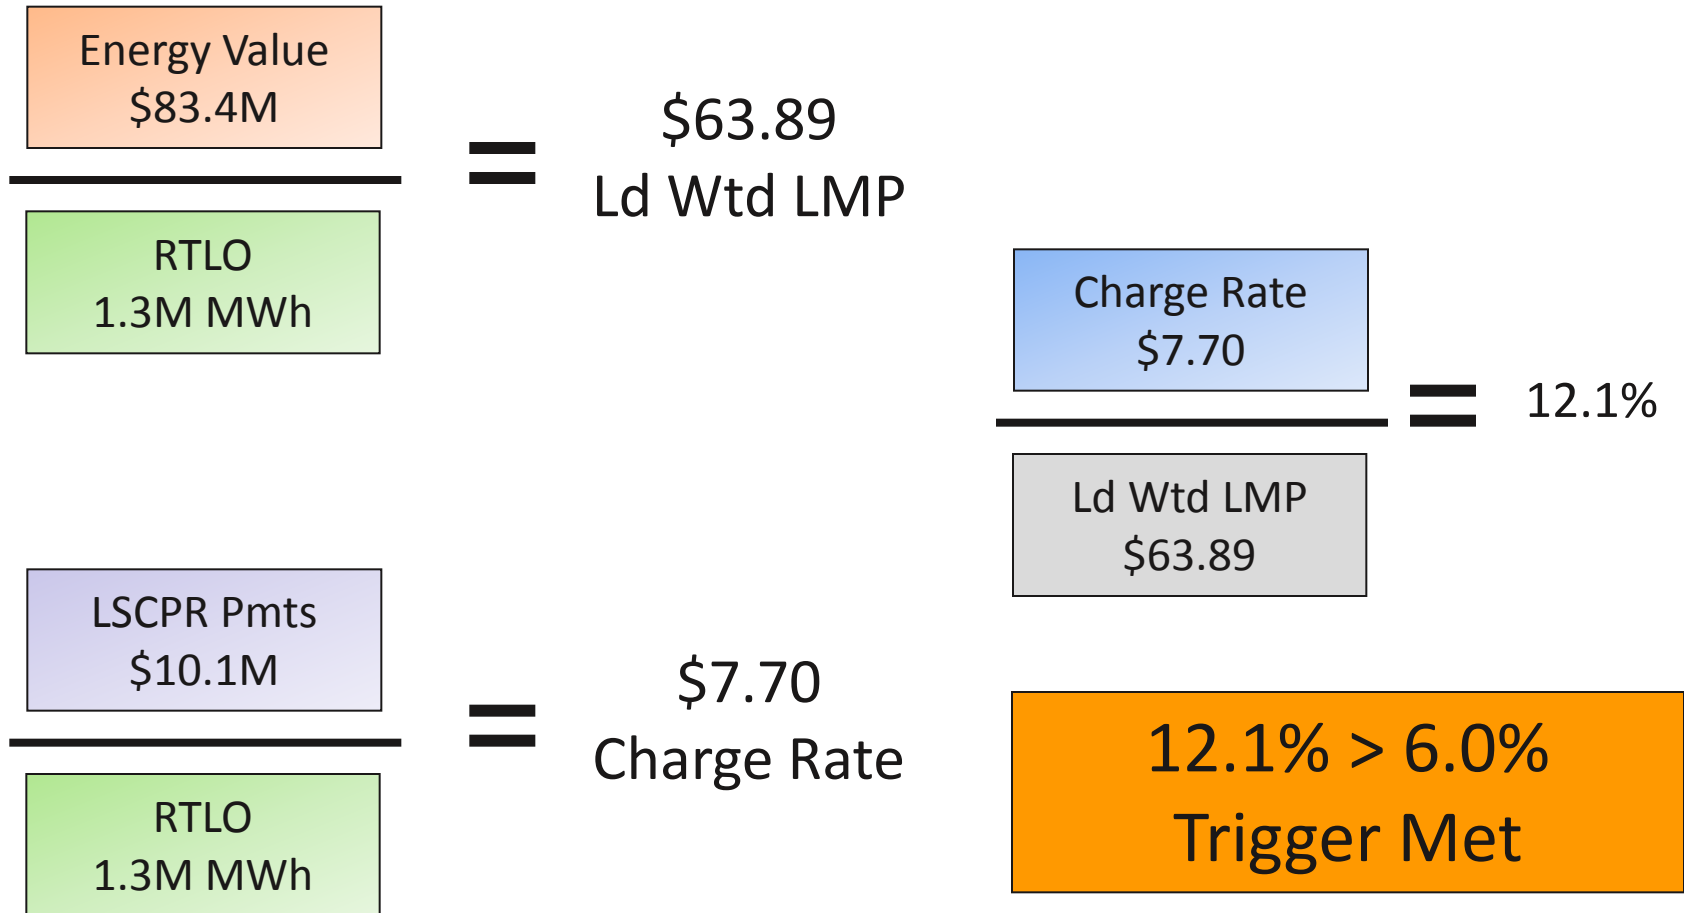 Energy Value
$83.4M
=
$63.89
Ld Wtd LMP
RTLO
1.3M MWh
LSCPR Pmts
$10.1M
=
$7.70
Charge Rate
RTLO
1.3M MWh
Charge Rate
$7.70
=
12.1%
Ld Wtd LMP
$63.89
12.1% > 6.0%
Trigger Met